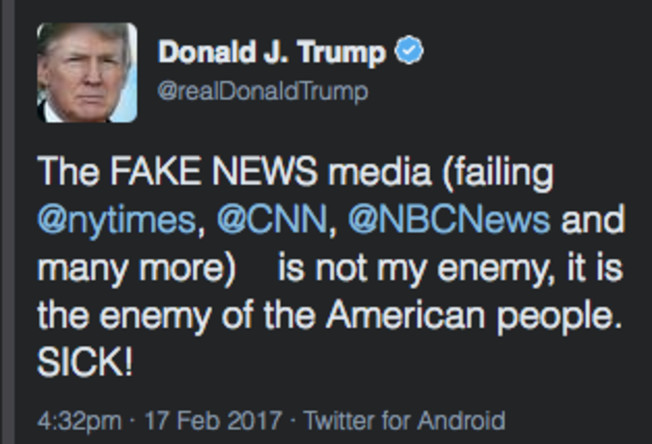 Donald J. Trump
@realDonaldTrump
The FAKE NEWS media (failing
@nytimes, @CNN, @NBCNews and
many more) is not my enemy, it is
the enemy of the American people.
SICK!
4:32pm · 17 Feb 2017 · Twitter for Android